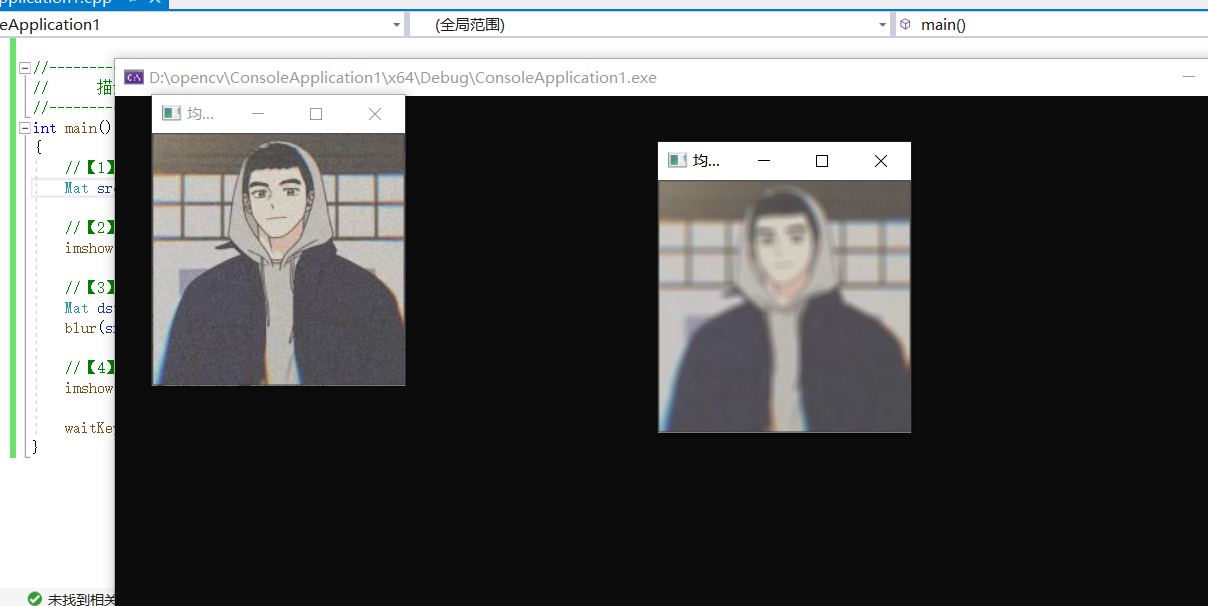 pplication1.cpp
eApplication1
(全局范围)
main()
//--------
D:\opencv\ConsoleApplication1\x64\Debug\ConsoleApplication1.exe
// 描
//--------
均...
int main()
{
均...
//【1】
Mat sr
//【2】
imshow
//【3】
Mat ds
blur(s
//【4】
imshow
waitKe
}
未找到相关